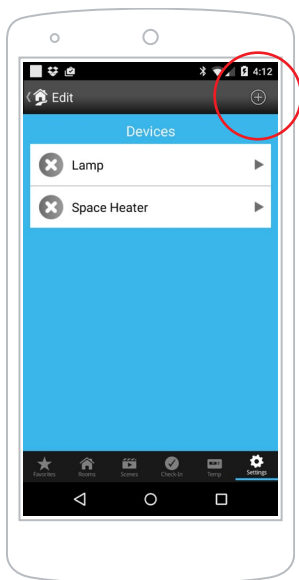 4:12
Edit
Devices
Lamp
Space Heater
Favorites Rooms Scenes Check-In Temp Settings